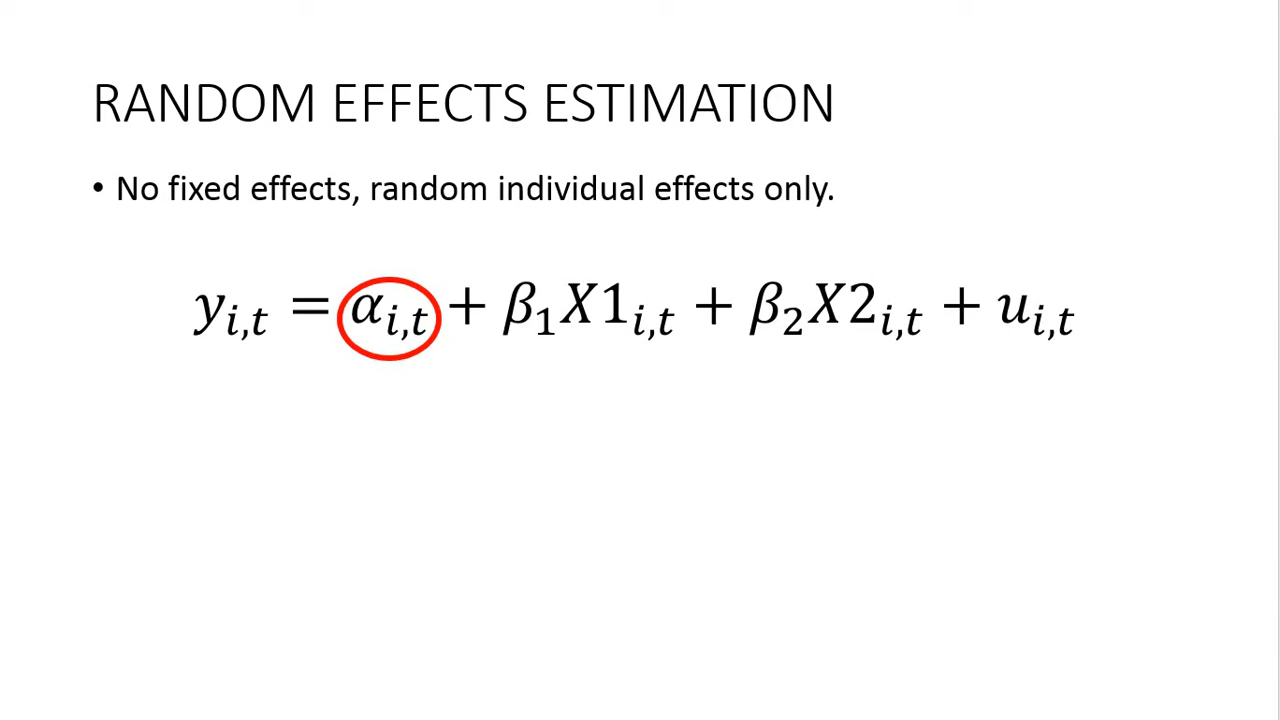 RANDOM EFFECTS ESTIMATION
• No fixed effects, random individual effects only.
y_{i,t} = α_{i,t} + β_1X1_{i,t} + β_2X2_{i,t} + u_{i,t}